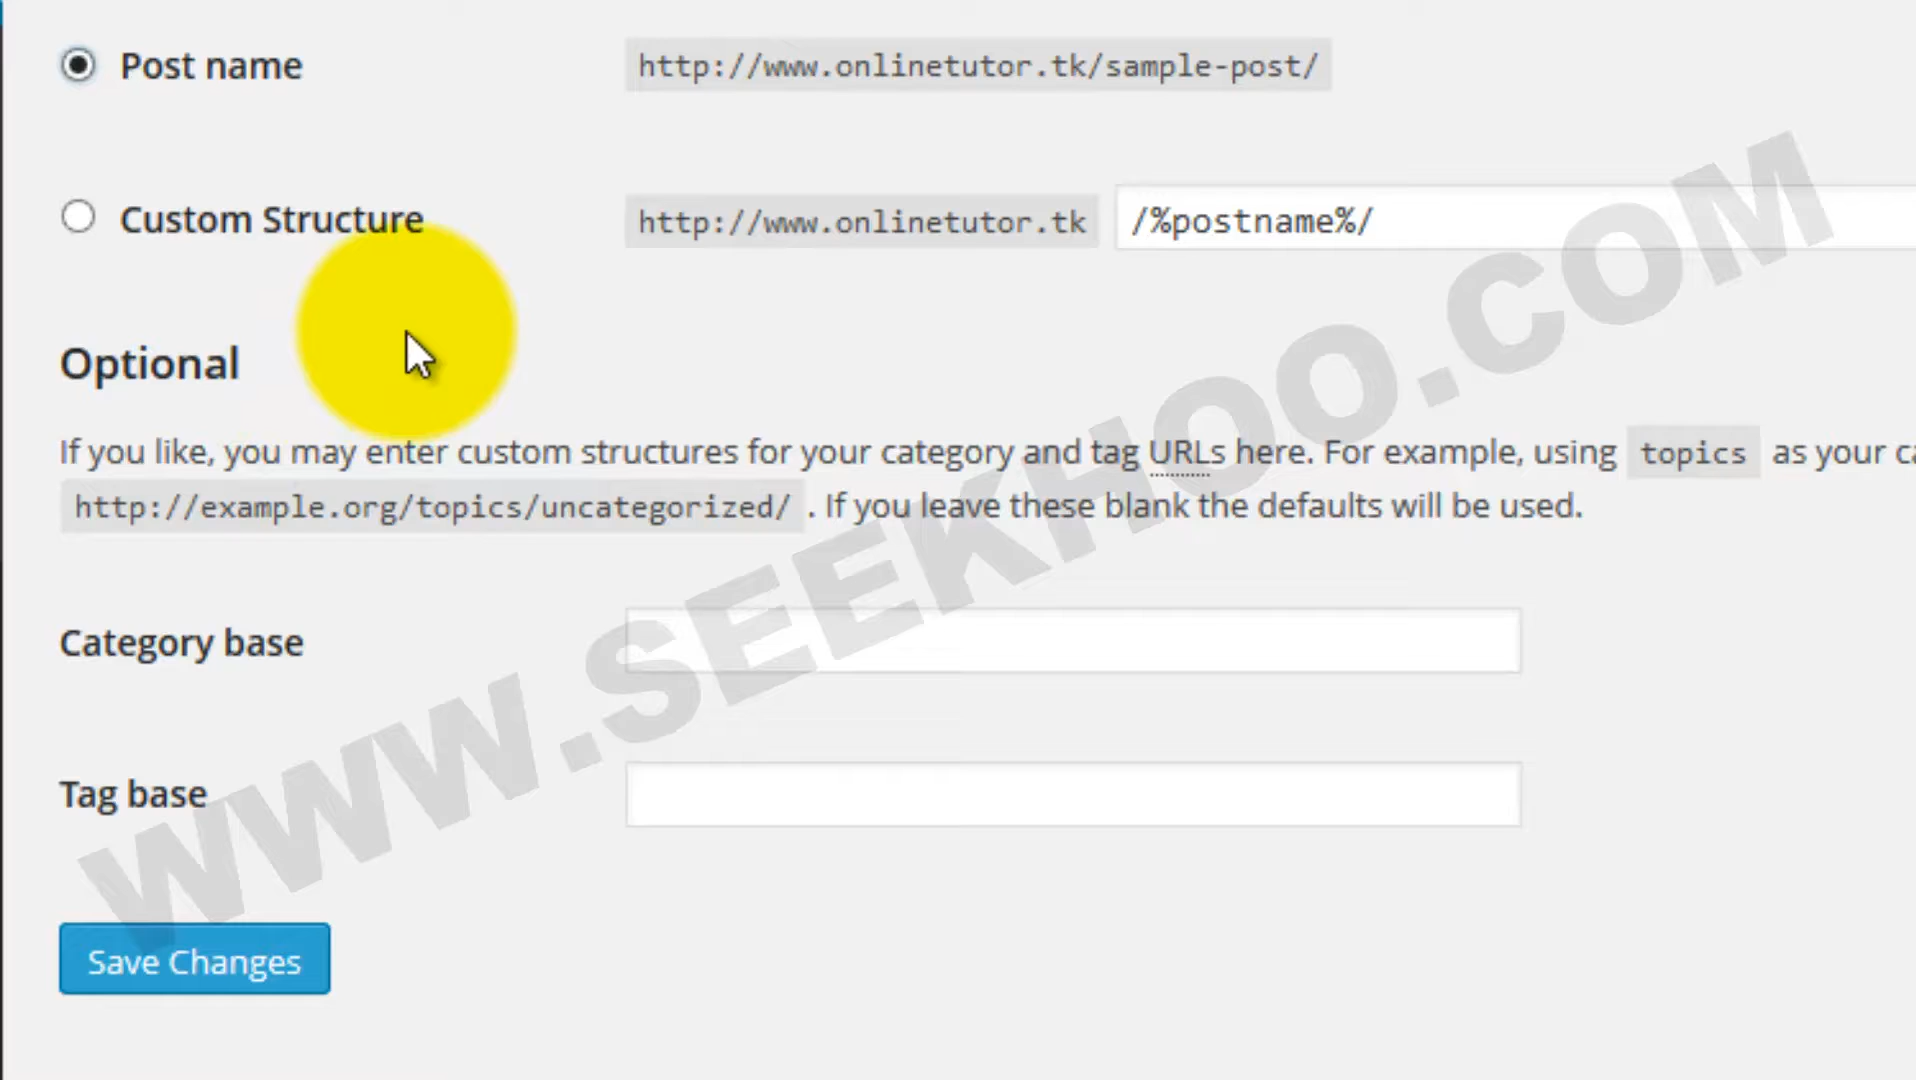 Post name http://www.onlinetutor.tk/sample-post/
Custom Structure http://www.onlinetutor.tk /%postname%/
Optional
If you like, you may enter custom structures for your category and tag URLs here. For example, using topics as your
http://example.org/topics/uncategorized/ . If you leave these blank the defaults will be used.
Category base
Tag base
Save Changes
WWW.SEEKHOO.COM